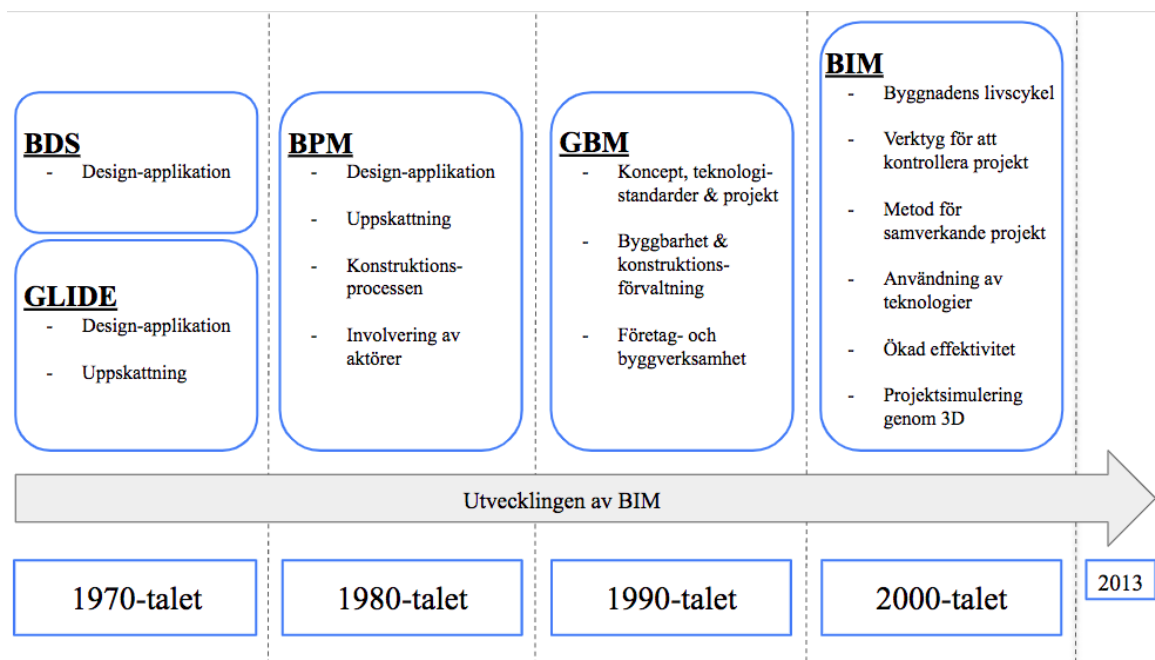 BDS
- Design-applikation
GLIDE
- Design-applikation
- Uppskattning
BPM
- Design-applikation
- Uppskattning
- Konstruktions-
processen
- Involvering av
aktörer
GBM
- Koncept, teknologi-
standarder & projekt
- Byggbarhet &
konstruktions-
förvaltning
- Företag- och
byggverksamhet
BIM
- Byggnadens livscykel
- Verktyg för att
kontrollera projekt
- Metod för
samverkande projekt
- Användning av
teknologier
- Ökad effektivitet
- Projektsimulering
genom 3D
Utvecklingen av BIM
1970-talet
1980-talet
1990-talet
2000-talet
2013